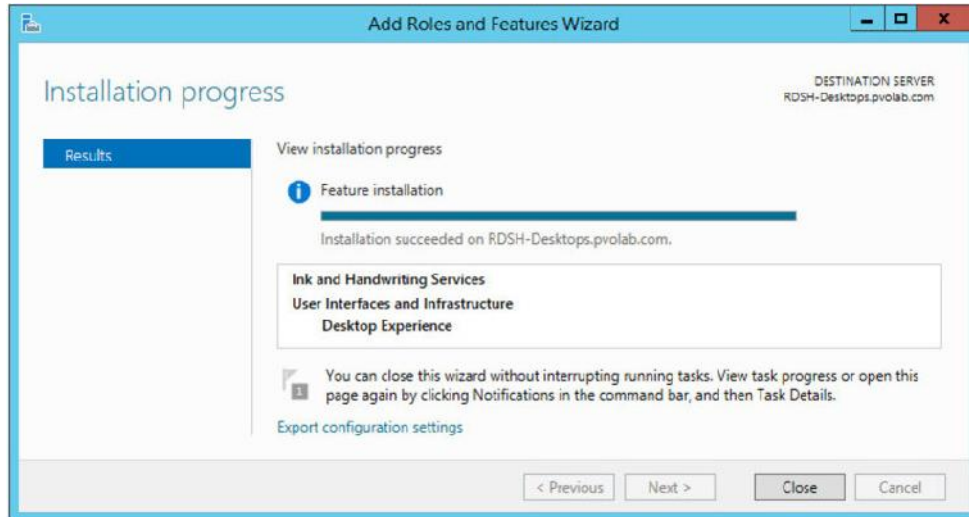 Add Roles and Features Wizard
Installation progress
DESTINATION SERVER
RDSH-Desktops.pvolab.com
Results
View installation progress
Feature installation
Installation succeeded on RDSH-Desktops.pvolab.com.
Ink and Handwriting Services
User Interfaces and Infrastructure
Desktop Experience
1
You can close this wizard without interrupting running tasks. View task progress or open this
page again by clicking Notifications in the command bar, and then Task Details.
Export configuration settings
< Previous
Next >
Close
Cancel